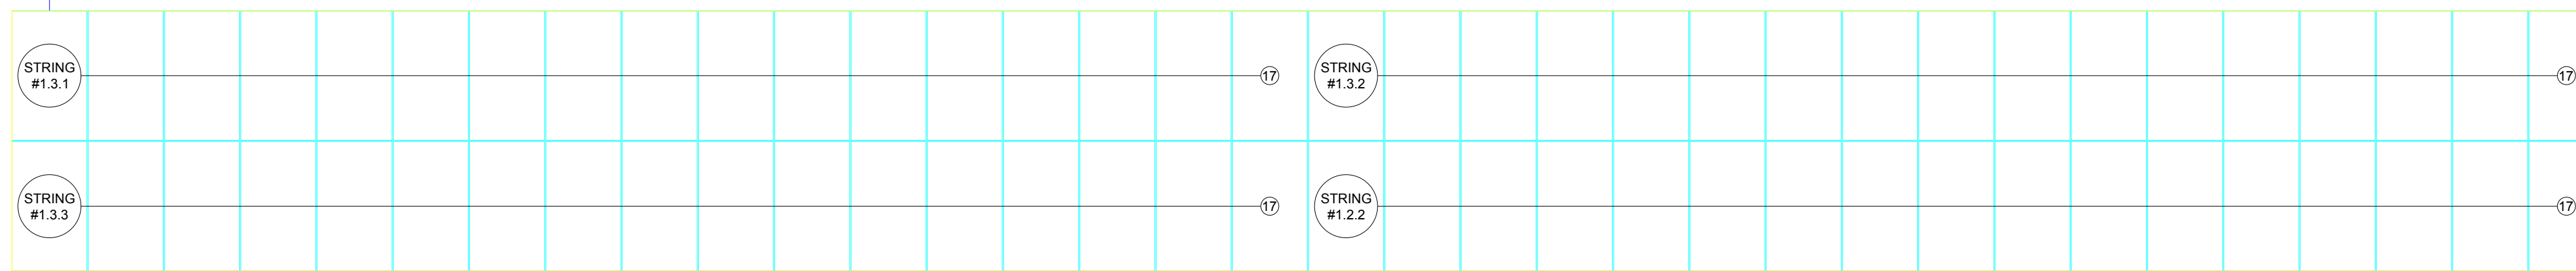 STRING
#1.3.1
17
STRING
#1.3.2
17
STRING
#1.3.3
17
STRING
#1.2.2
17